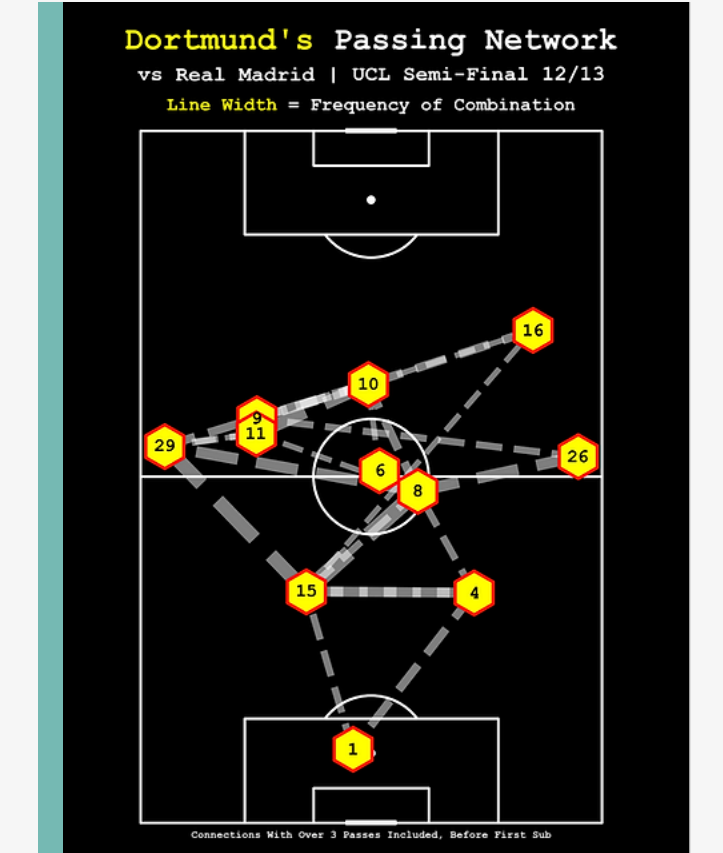 Dortmund's Passing Network
vs Real Madrid | UCL Semi-Final 12/13
Line Width = Frequency of Combination
16
10
9
11
29
26
6
8
15
4
1
Connections With Over 3 Passes Included, Before First Sub